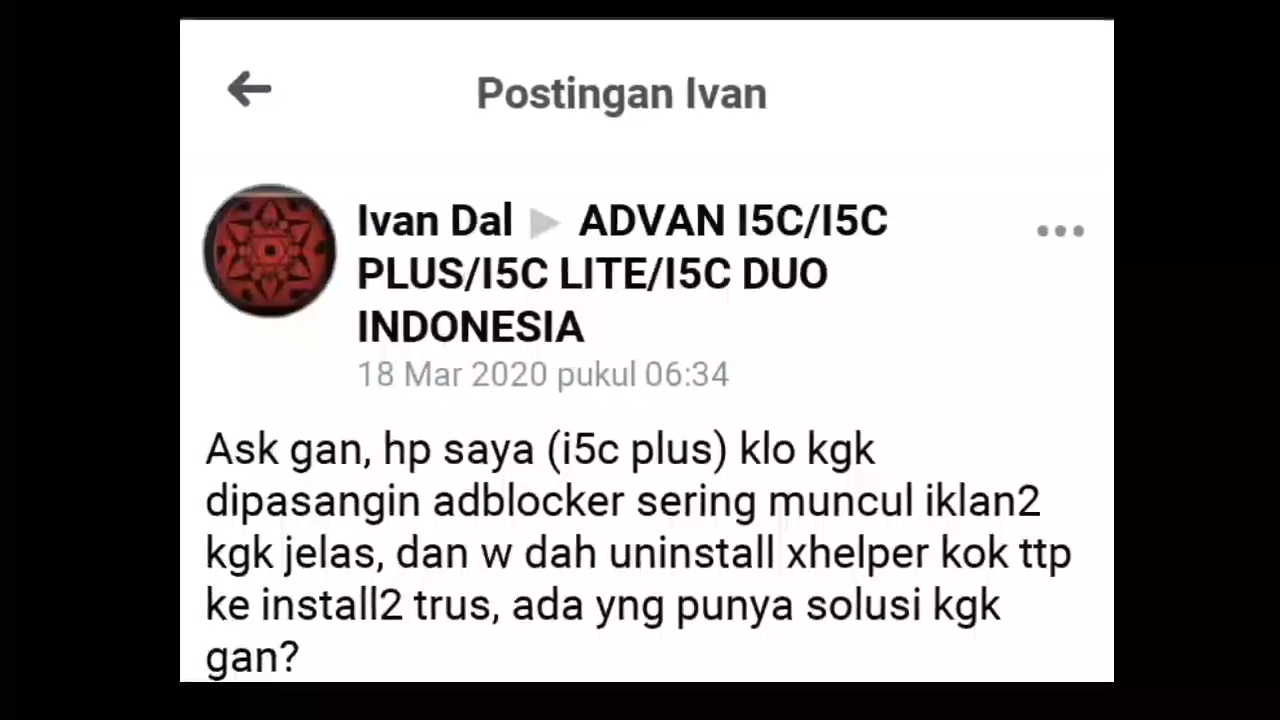 Postingan Ivan
Ivan Dal ▶ ADVAN I5C/I5C
PLUS/I5C LITE/I5C DUO
INDONESIA
18 Mar 2020 pukul 06:34
Ask gan, hp saya (i5c plus) klo kgk
dipasangin adblocker sering muncul iklan2
kgk jelas, dan w dah uninstall xhelper kok ttp
ke install2 trus, ada yng punya solusi kgk
gan?